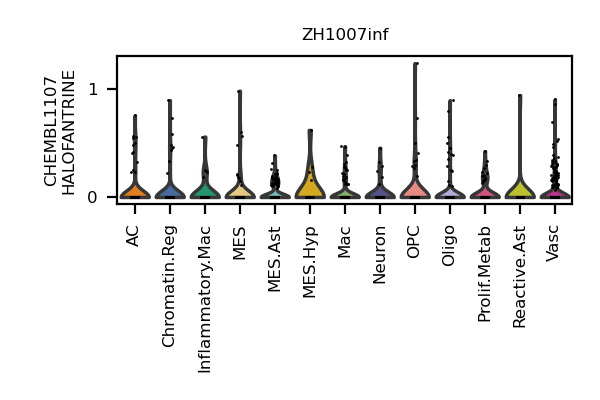 ZH1007inf
CHEMBL1107
HALOFANTRINE
1
0
AC
Chromatin.Reg
Inflammatory.Mac
MES
MES.Ast
MES.Hyp
Mac
Neuron
OPC
Oligo
Prolif.Metab
Reactive.Ast
Vasc